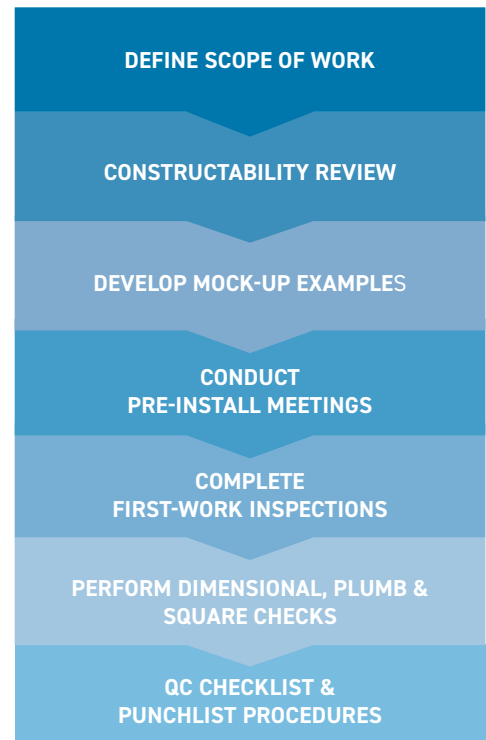 DEFINE SCOPE OF WORK
CONSTRUCTABILITY REVIEW
DEVELOP MOCK-UP EXAMPLES
CONDUCT
PRE-INSTALL MEETINGS
COMPLETE
FIRST-WORK INSPECTIONS
PERFORM DIMENSIONAL, PLUMB &
SQUARE CHECKS
QC CHECKLIST &
PUNCHLIST PROCEDURES